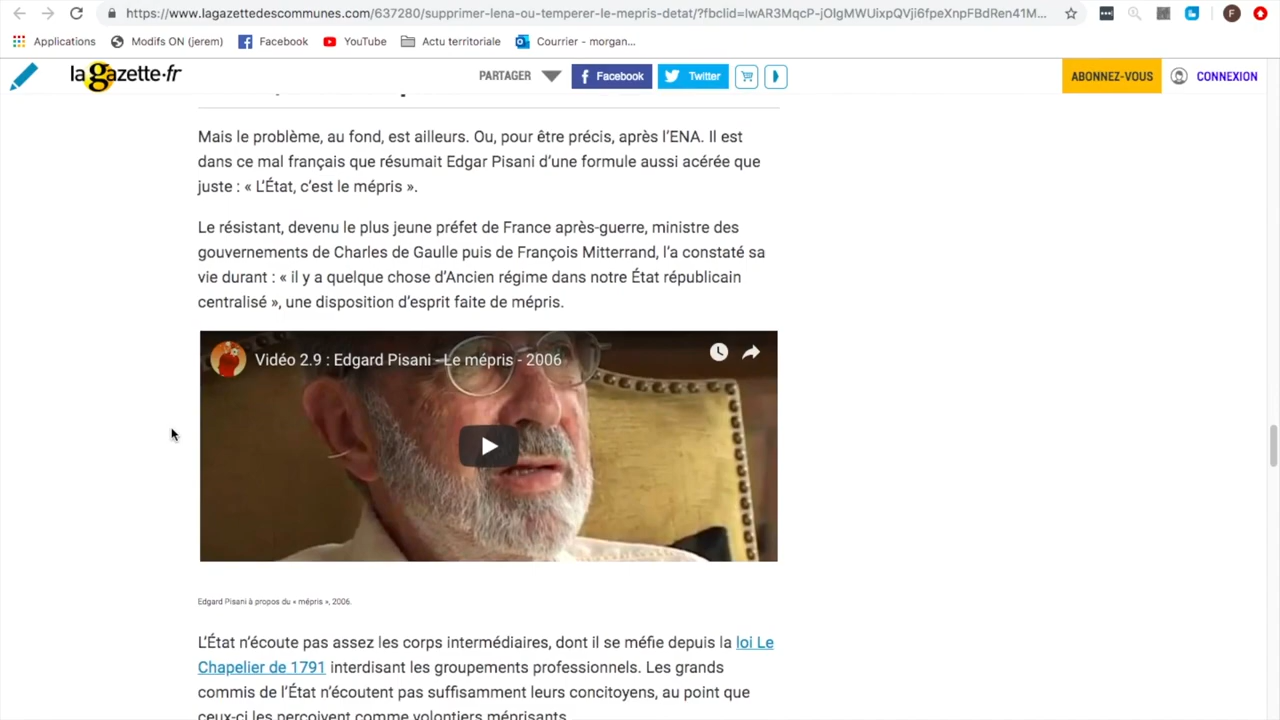 https://www.lagazettedescommunes.com/637280/supprimer-lena-ou-temperer-le-mepris-detat/?fbclid=IwAR3MqcP-jOlgMWUixpQVji6fpeXnpFBdRen41M...
F
Applications
Modifs ON (jerem)
Facebook
YouTube
Actu territoriale
Courrier - morgan...
la gazette·fr
PARTAGER
Facebook
Twitter
ABONNEZ-VOUS
CONNEXION
Mais le problème, au fond, est ailleurs. Ou, pour être précis, après l’ENA. Il est
dans ce mal français que résumait Edgar Pisani d’une formule aussi acérée que
juste : « L’État, c’est le mépris ».
Le résistant, devenu le plus jeune préfet de France après-guerre, ministre des
gouvernements de Charles de Gaulle puis de François Mitterrand, l’a constaté sa
vie durant : « il y a quelque chose d’Ancien régime dans notre État républicain
centralisé », une disposition d’esprit faite de mépris.
Vidéo 2.9 : Edgard Pisani - Le mépris - 2006
Edgard Pisani à propos du « mépris », 2006.
L’État n’écoute pas assez les corps intermédiaires, dont il se méfie depuis la loi Le
Chapelier de 1791 interdisant les groupements professionnels. Les grands
commis de l’État n’écoutent pas suffisamment leurs concitoyens, au point que
ceux-ci les perçoivent comme volontiers méprisants.